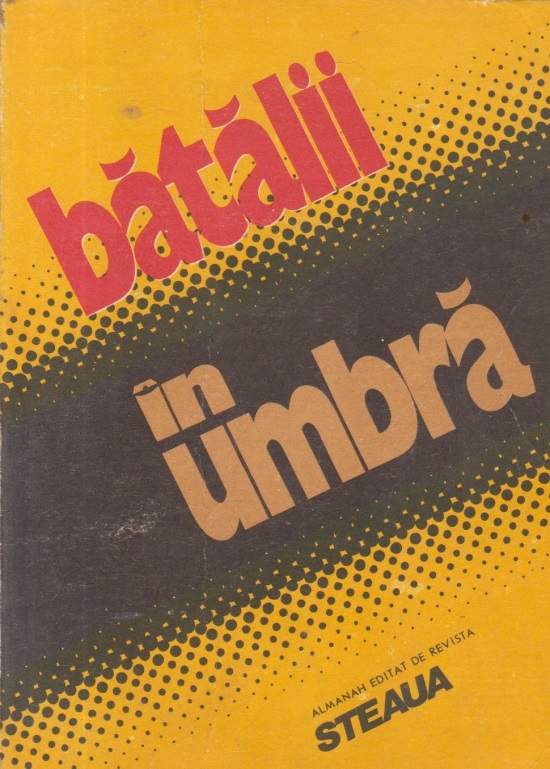 bătălii
în
umbră
ALMANAH EDITAT DE REVISTA
STEAUA